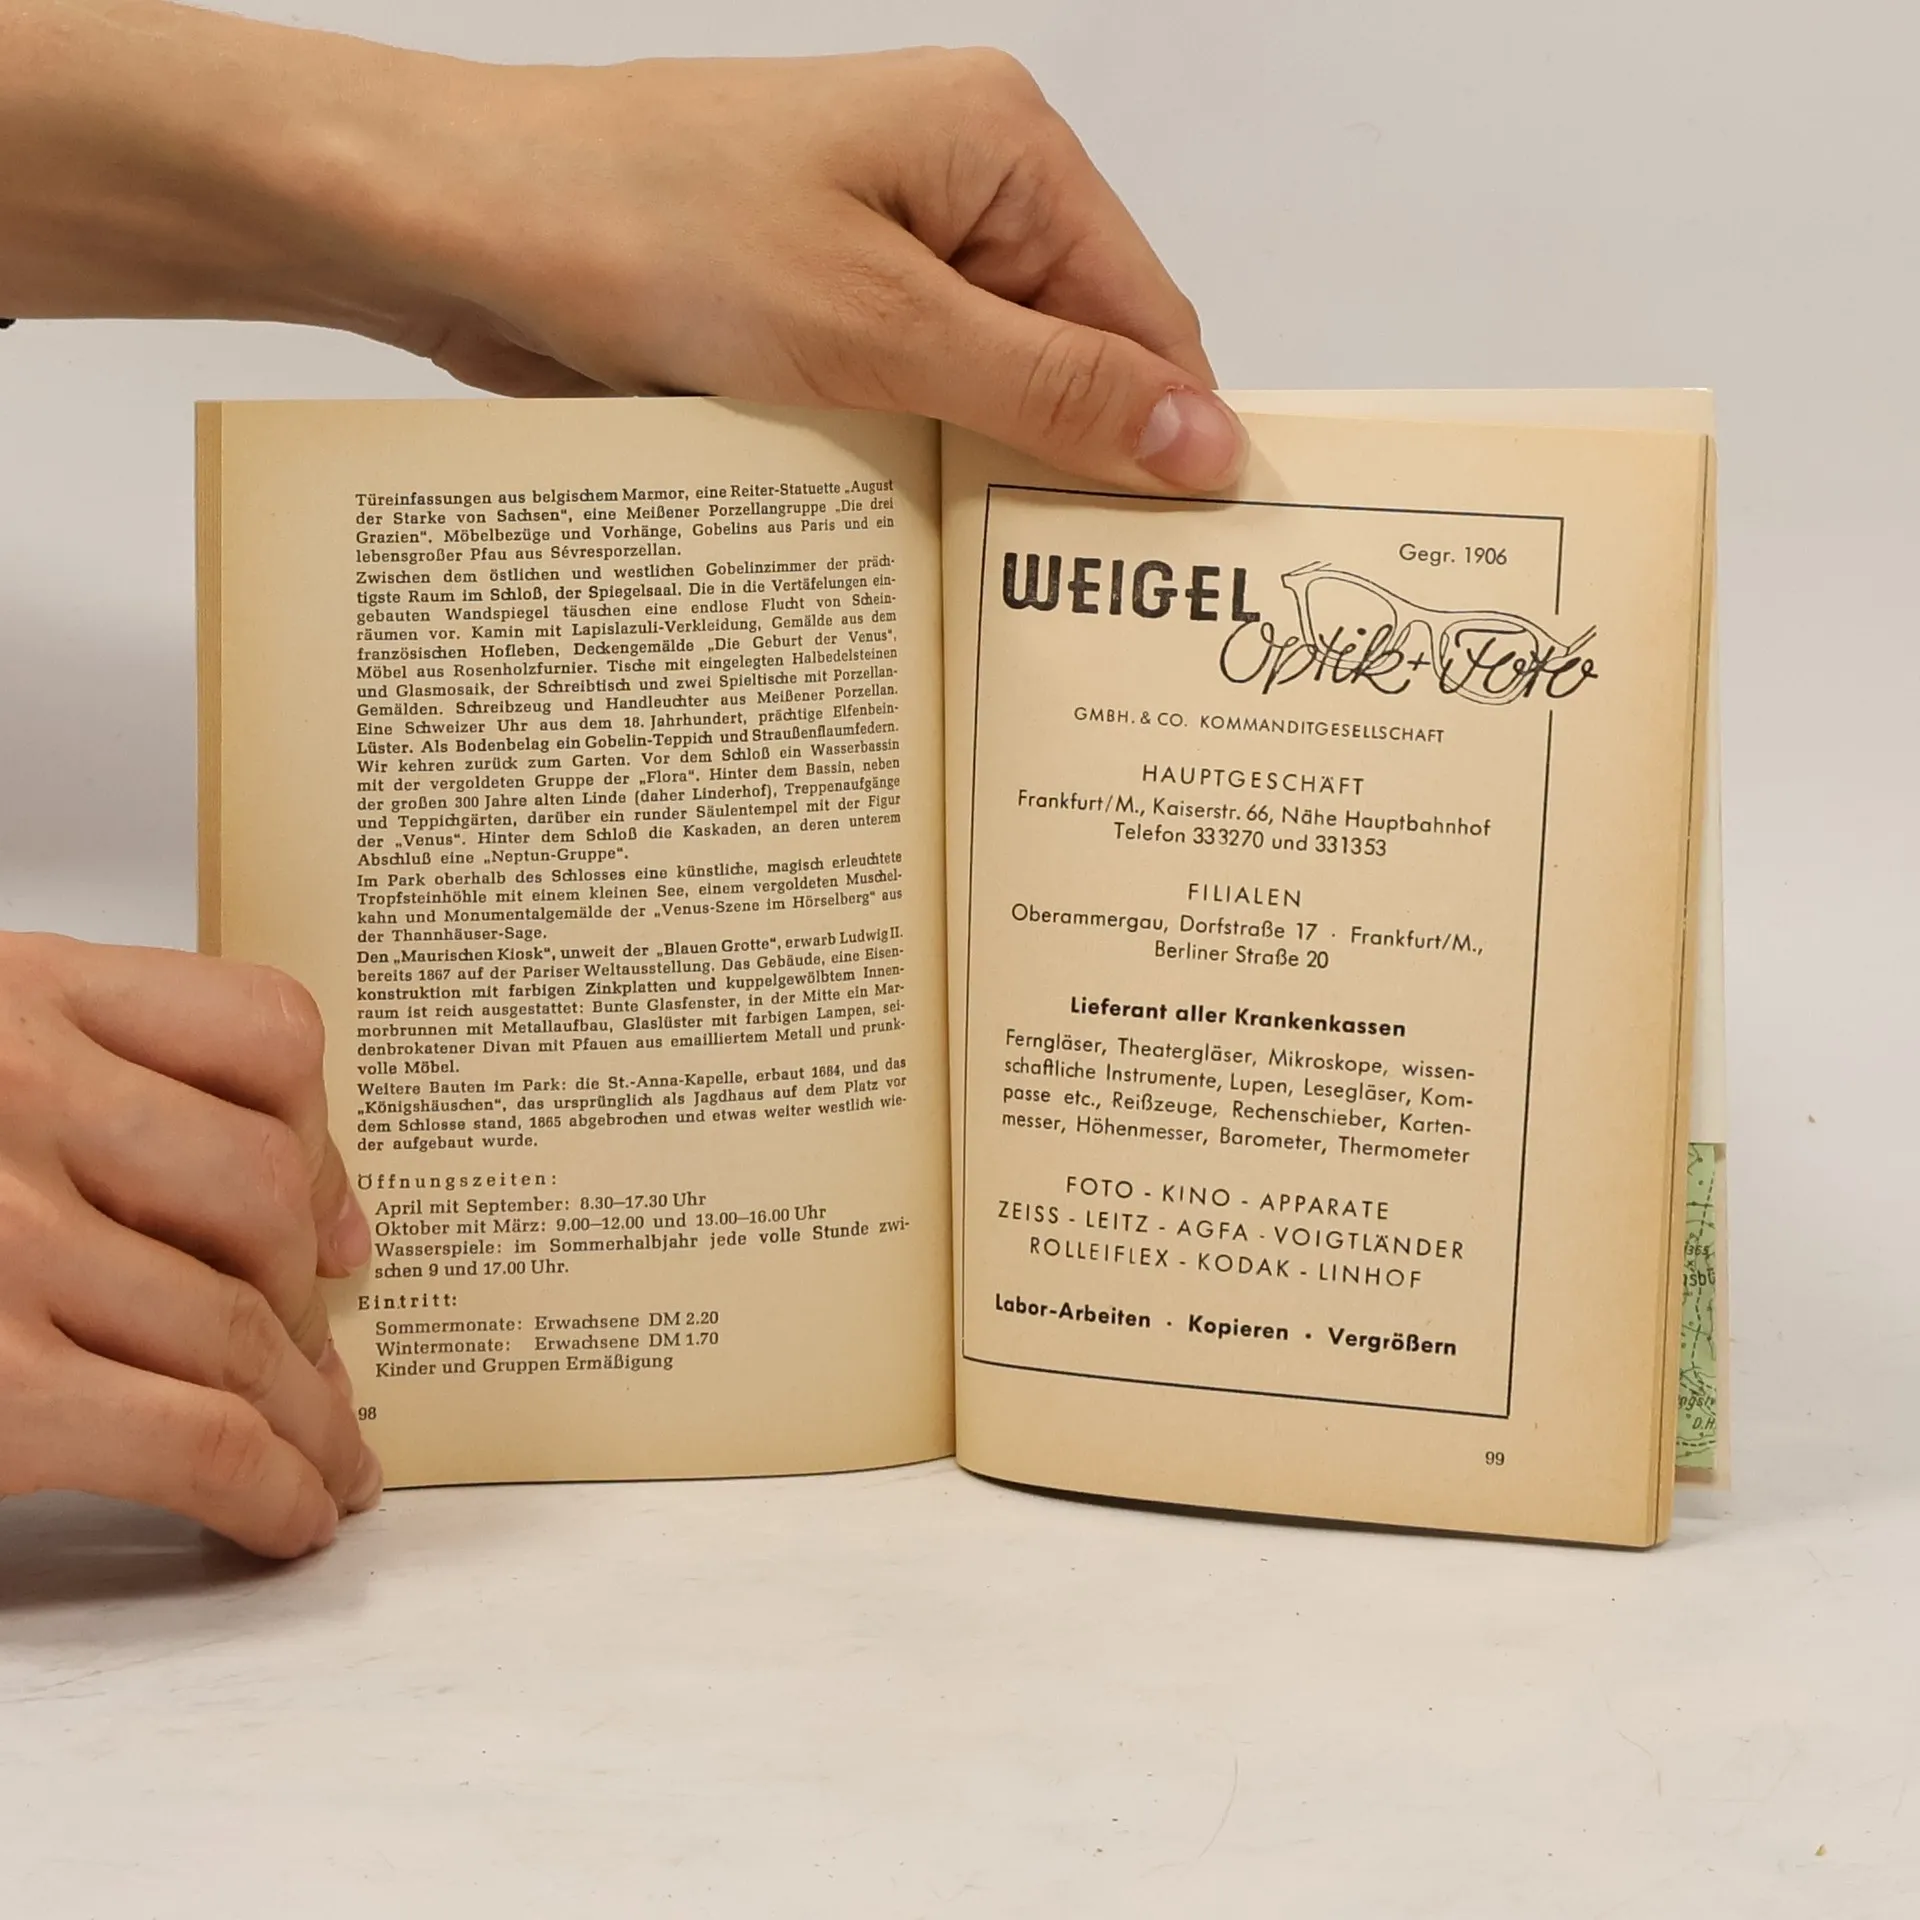 Türeinfassungen aus belgischem Marmor, eine Reiter-Statuette „August
der Starke von Sachsen“, eine Meißener Porzellangruppe „Die drei
Grazien“. Möbelbezüge und Vorhänge, Gobelins aus Paris und ein
lebensgroßer Pfau aus Sévresporzellan.
Zwischen dem östlichen und westlichen Gobelinzimmer der präch-
tigste Raum im Schloß, der Spiegelsaal. Die in die Vertäfelungen ein-
gebauten Wandspiegel täuschen eine endlose Flucht von Schein-
räumen vor. Kamin mit Lapislazuli-Verkleidung, Gemälde aus dem
französischen Hofleben, Deckengemälde „Die Geburt der Venus“,
Möbel aus Rosenholzfurnier. Tische mit eingelegten Halbedelsteinen
und Glasmosaik, der Schreibtisch und zwei Spieltische mit Porzellan-
Gemälden. Schreibzeug und Handleuchter aus Meißener Porzellan.
Eine Schweizer Uhr aus dem 18. Jahrhundert, prächtige Elfenbein-
Lüster. Als Bodenbelag ein Gobelin-Teppich und Straußenflaumfedern.
Wir kehren zurück zum Garten. Vor dem Schloß ein Wasserbassin
mit der vergoldeten Gruppe der „Flora“. Hinter dem Bassin, neben
der großen 300 Jahre alten Linde (daher Linderhof), Treppenaufgänge
und Teppichgärten, darüber ein runder Säulentempel mit der Figur
der „Venus“. Hinter dem Schloß die Kaskaden, an deren unterem
Abschluß eine „Neptun-Gruppe“.
Im Park oberhalb des Schlosses eine künstliche, magisch erleuchtete
Tropfsteinhöhle mit einem kleinen See, einem vergoldeten Muschel-
kahn und Monumentalgemälde der „Venus-Szene im Hörselberg“ aus
der Thannhäuser-Sage.
Den „Maurischen Kiosk“, unweit der „Blauen Grotte“, erwarb Ludwig II.
bereits 1867 auf der Pariser Weltausstellung. Das Gebäude, eine Eisen-
konstruktion mit farbigen Zinkplatten und kuppelgewölbtem Innen-
raum ist reich ausgestattet: Bunte Glasfenster, in der Mitte ein Mar-
morbrunnen mit Metallaufbau, Glaslüster mit farbigen Lampen, sei-
denbrokatener Divan mit Pfauen aus emailliertem Metall und prunk-
volle Möbel.
Weitere Bauten im Park: die St.-Anna-Kapelle, erbaut 1684, und das
„Königshäuschen“, das ursprünglich als Jagdhaus auf dem Platz vor
dem Schlosse stand, 1865 abgebrochen und etwas weiter westlich wie-
der aufgebaut wurde.
Öffnungszeiten:
April mit September: 8.30–17.30 Uhr
Oktober mit März: 9.00–12.00 und 13.00–16.00 Uhr
Wasserspiele: im Sommerhalbjahr jede volle Stunde zwi-
schen 9 und 17.00 Uhr.
Eintritt:
Sommermonate: Erwachsene DM 2.20
Wintermonate: Erwachsene DM 1.70
Kinder und Gruppen Ermäßigung
98
Gegr. 1906
WEIGEL
Optik + Foto
GMBH. & CO. KOMMANDITGESELLSCHAFT
HAUPTGESCHÄFT
Frankfurt/M., Kaiserstr. 66, Nähe Hauptbahnhof
Telefon 333270 und 331353
FILIALEN
Oberammergau, Dorfstraße 17 · Frankfurt/M.,
Berliner Straße 20
Lieferant aller Krankenkassen
Ferngläser, Theatergläser, Mikroskope, wissen-
schaftliche Instrumente, Lupen, Lesegläser, Kom-
passe etc., Reißzeuge, Rechenschieber, Karten-
messer, Höhenmesser, Barometer, Thermometer
FOTO - KINO - APPARATE
ZEISS - LEITZ - AGFA - VOIGTLÄNDER
ROLLEIFLEX - KODAK - LINHOF
Labor-Arbeiten · Kopieren · Vergrößern
99